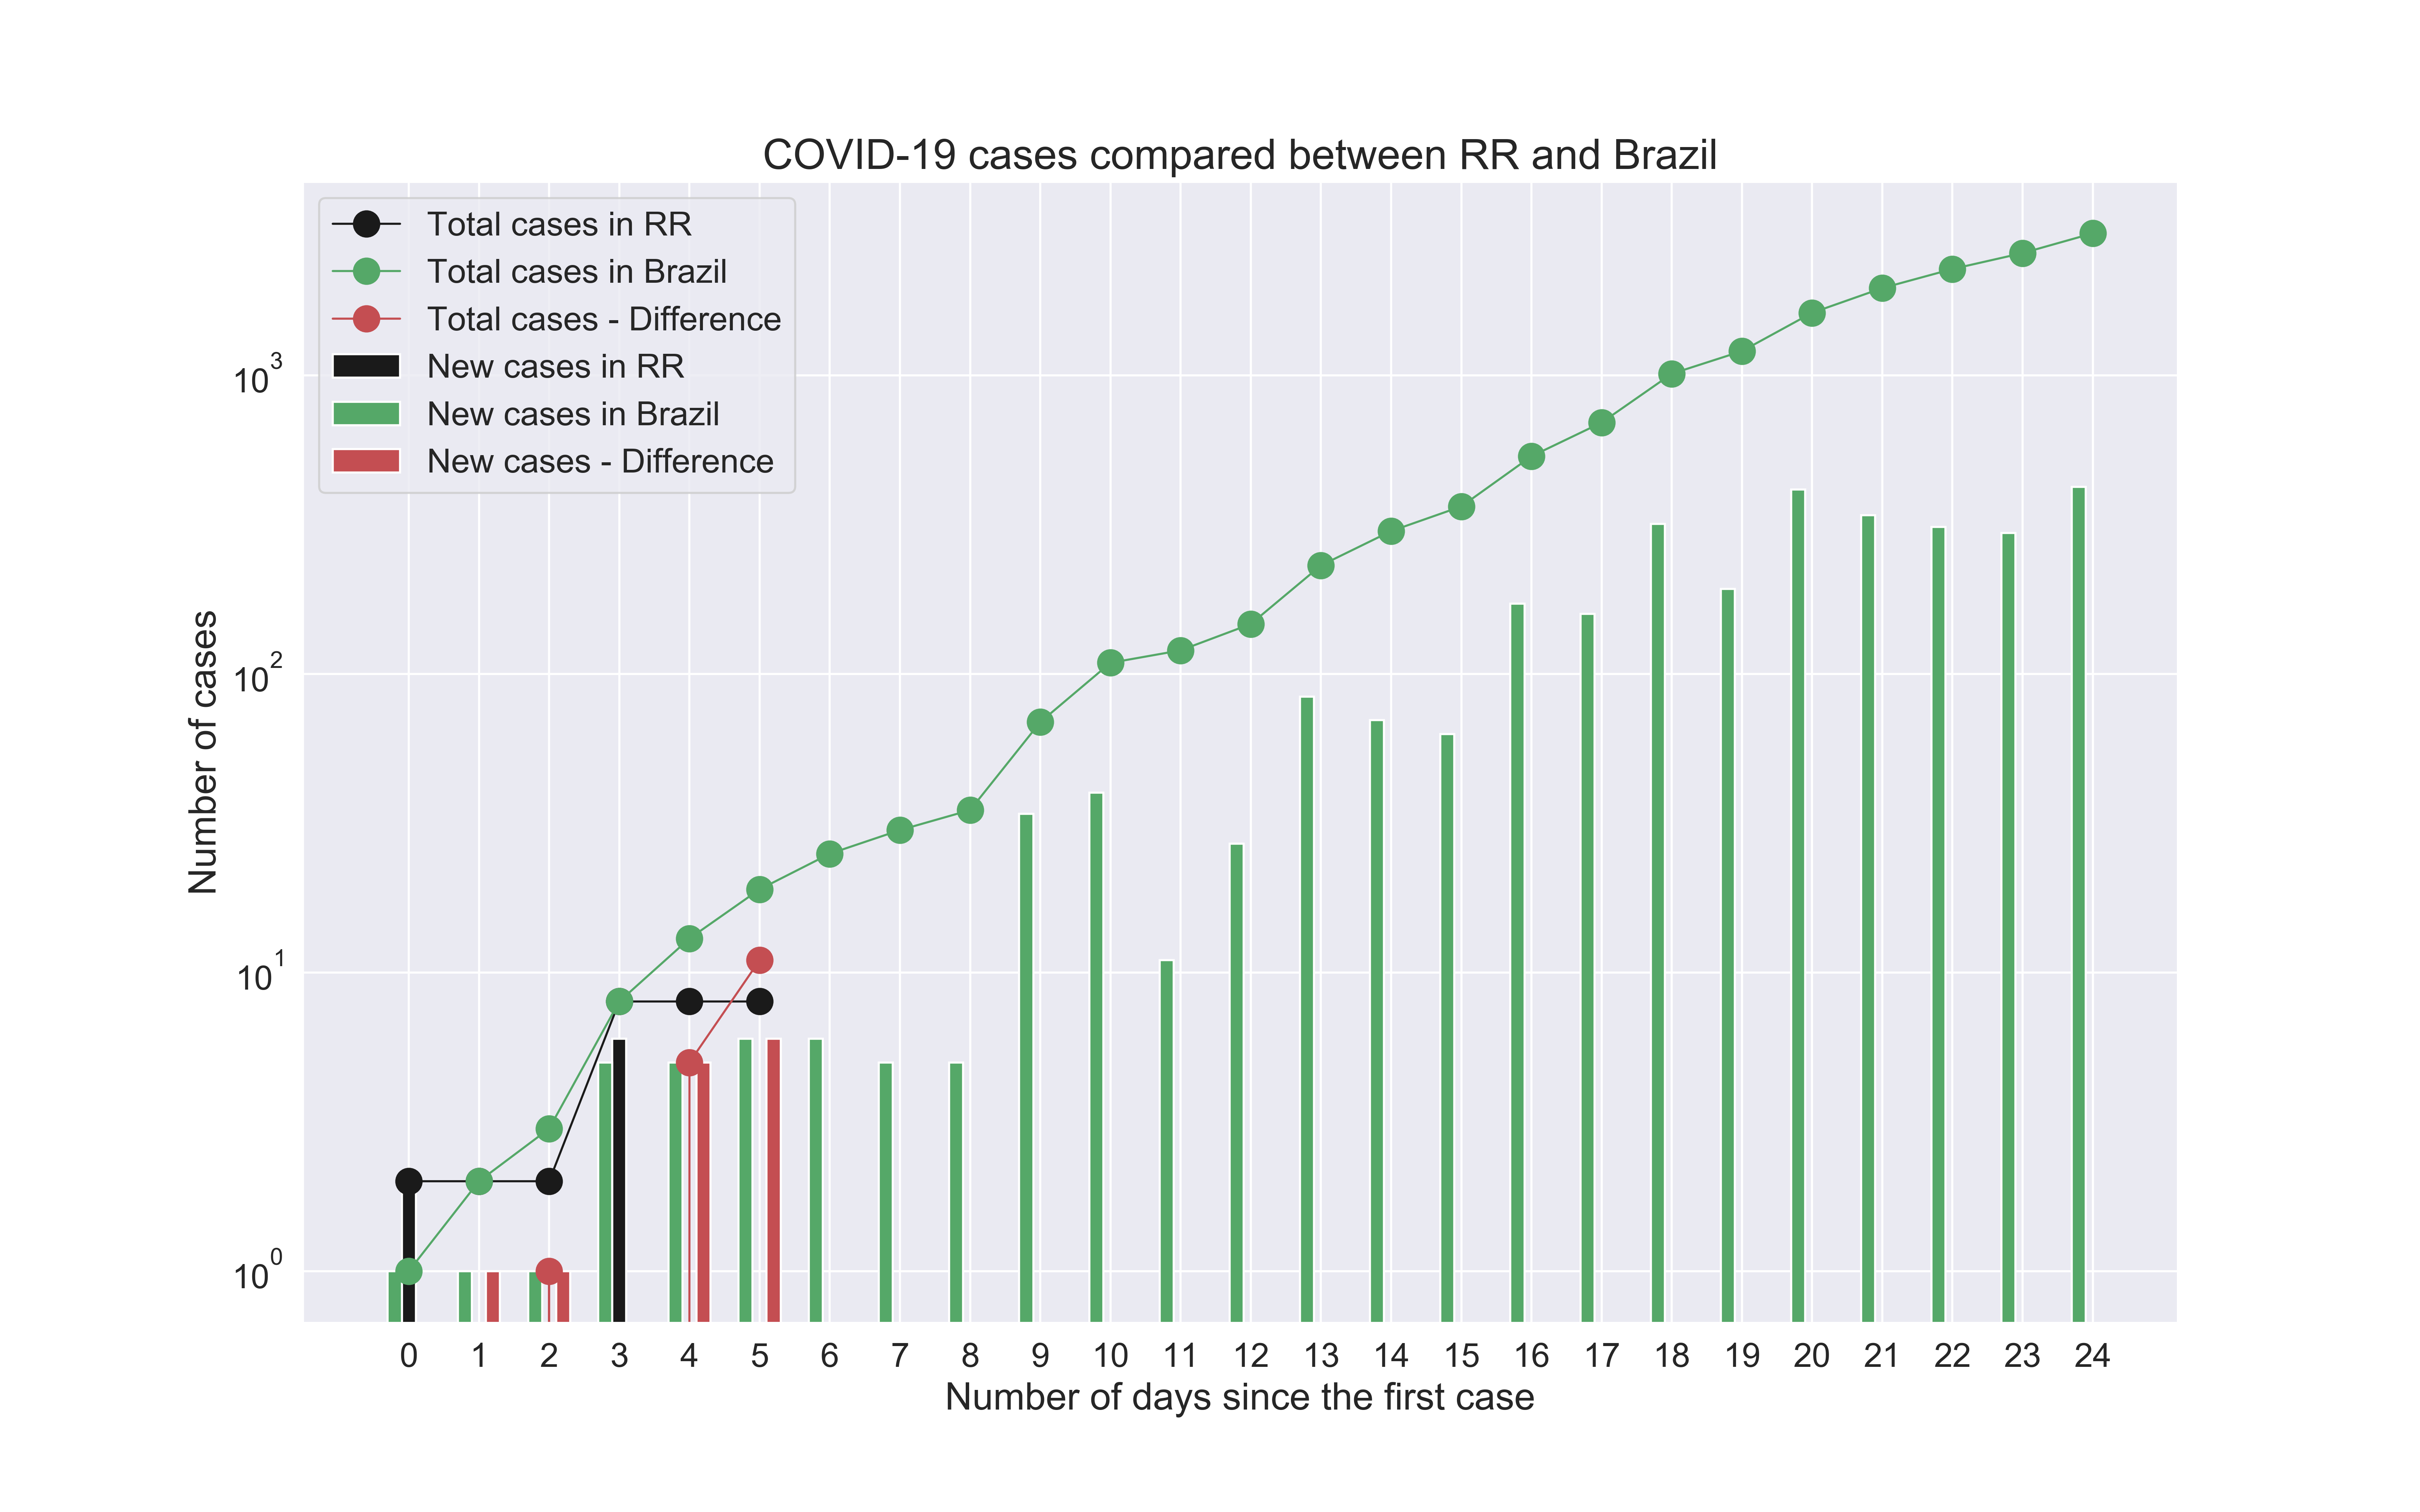 COVID-19 cases compared between RR and Brazil
Total cases in RR
Total cases in Brazil
Total cases - Difference
New cases in RR
New cases in Brazil
New cases - Difference
Number of cases
10³
10²
10¹
10⁰
0 1 2 3 4 5 6 7 8 9 10 11 12 13 14 15 16 17 18 19 20 21 22 23 24
Number of days since the first case